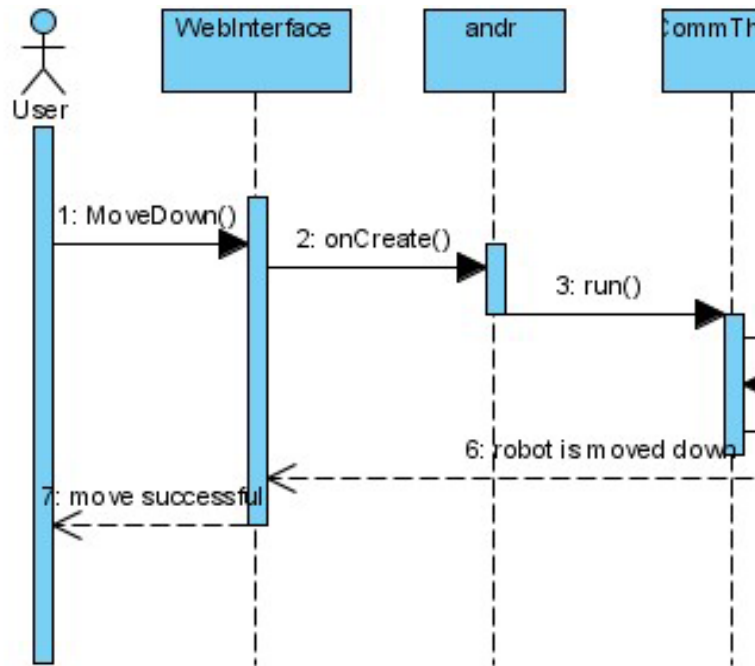 WebInterface
andr
CommTh
User
1: MoveDown()
2: onCreate()
3: run()
6: robot is moved down
7: move successful